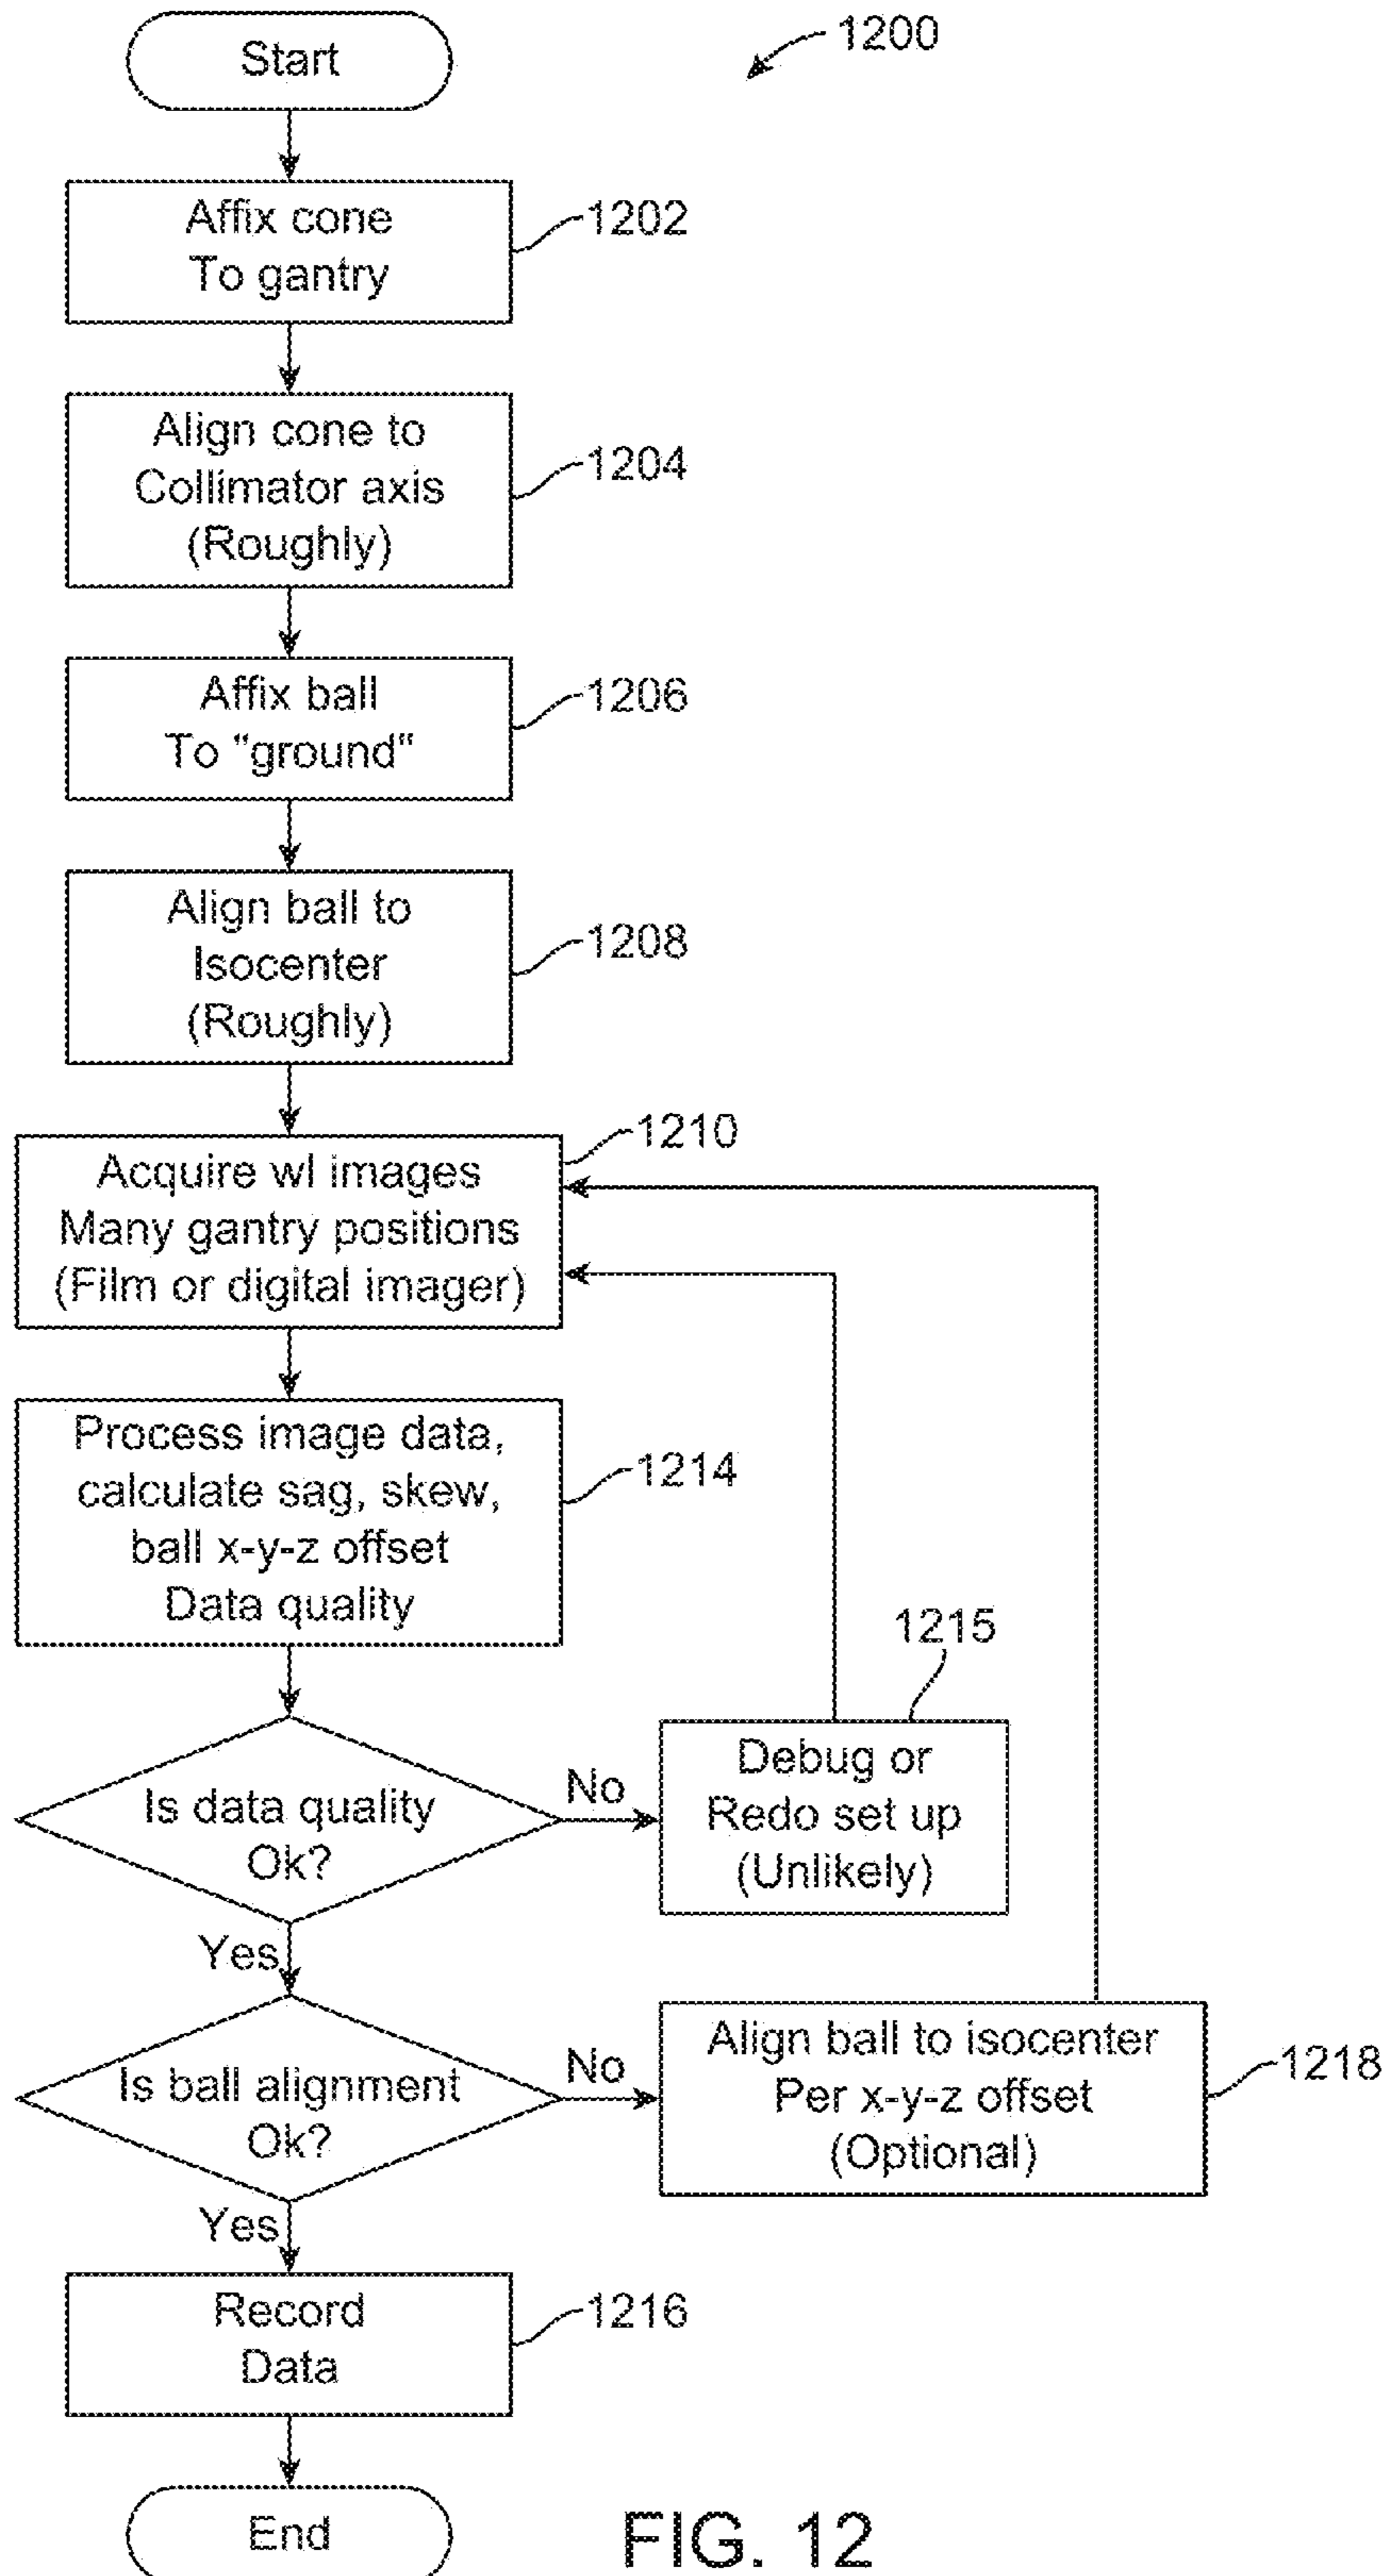 Start
1200
Affix cone
To gantry
1202
Align cone to
Collimator axis
(Roughly)
1204
Affix ball
To "ground"
1206
Align ball to
Isocenter
(Roughly)
1208
Acquire wl images
Many gantry positions
(Film or digital imager)
1210
Process image data,
calculate sag, skew,
ball x-y-z offset
Data quality
1214
Is data quality
Ok?
No
Debug or
Redo set up
(Unlikely)
1215
Yes
Is ball alignment
Ok?
No
Align ball to isocenter
Per x-y-z offset
(Optional)
1218
Yes
Record
Data
1216
End
FIG. 12